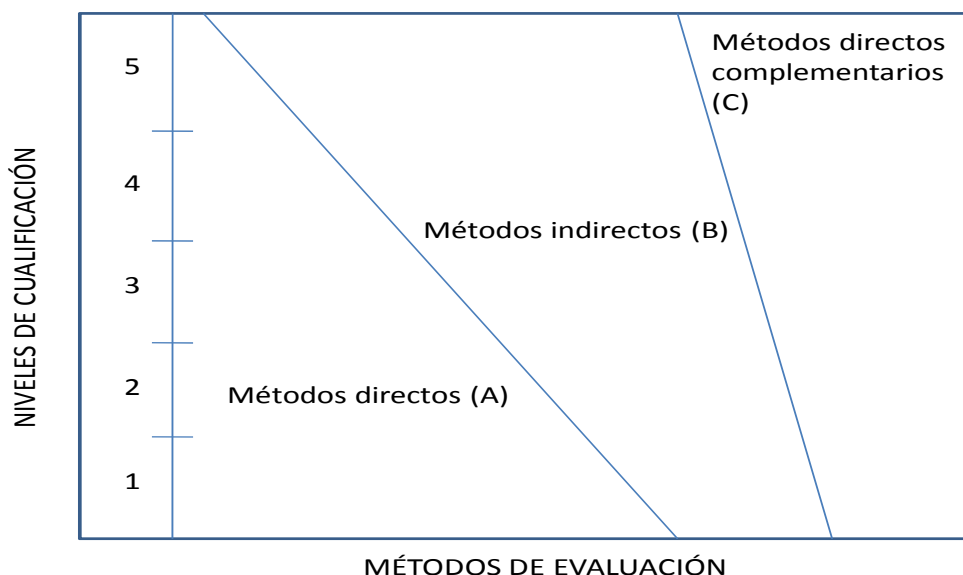 NIVELES DE CUALIFICACIÓN
5
4
3
2
1
Métodos directos
complementarios
(C)
Métodos indirectos (B)
Métodos directos (A)
MÉTODOS DE EVALUACIÓN